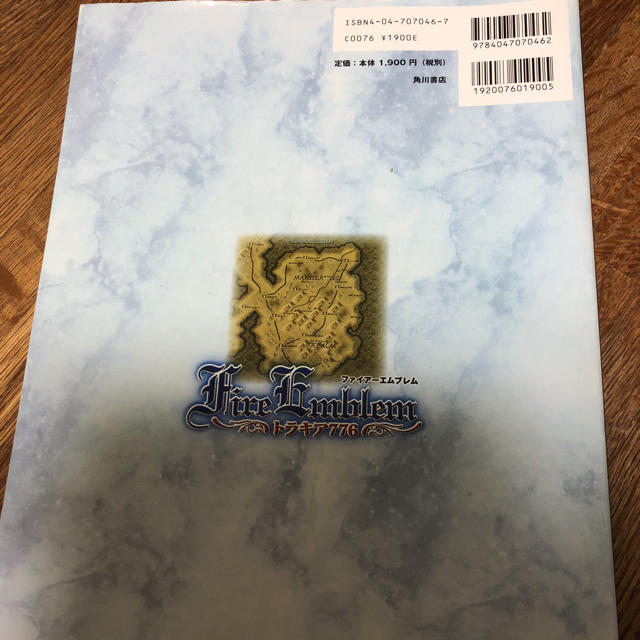 ISBN4-04-707046-7
C0076 ¥1900E
定価：本体 1,900 円（税別）
角川書店
9784047070462
1920076019005
ファイアーエムブレム
Fire Emblem
トラキア776